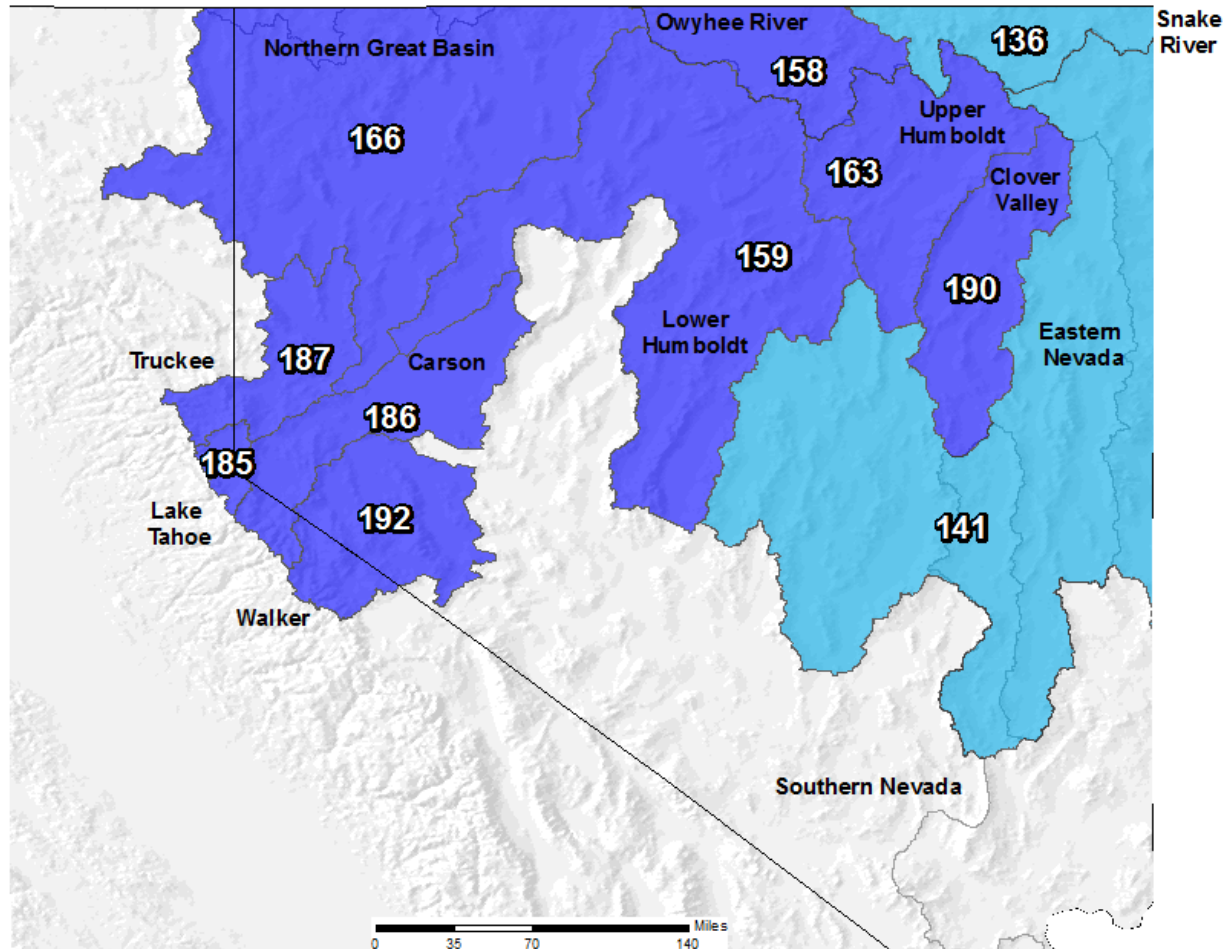 Snake
River
Owyhee River
136
Northern Great Basin
158
Upper
Humboldt
166
163
Clover
Valley
159
190
Lower
Humboldt
Eastern
Nevada
Truckee
187
Carson
186
185
Lake
Tahoe
192
141
Walker
Southern Nevada
Miles
0 35 70 140